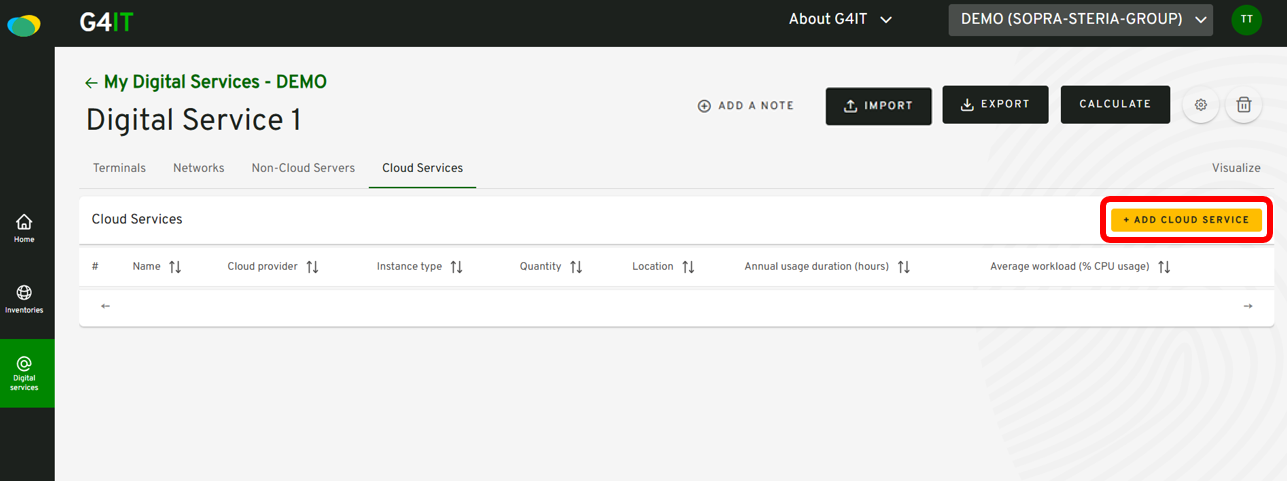 G4IT
About G4IT
DEMO (SOPRA-STERIA-GROUP)
TT
← My Digital Services - DEMO
Digital Service 1
ADD A NOTE
IMPORT
EXPORT
CALCULATE
Terminals
Networks
Non-Cloud Servers
Cloud Services
Visualize
Cloud Services
+ ADD CLOUD SERVICE
# Name Cloud provider Instance type Quantity Location Annual usage duration (hours) Average workload (% CPU usage)
← →
Home
Inventories
Digital
services